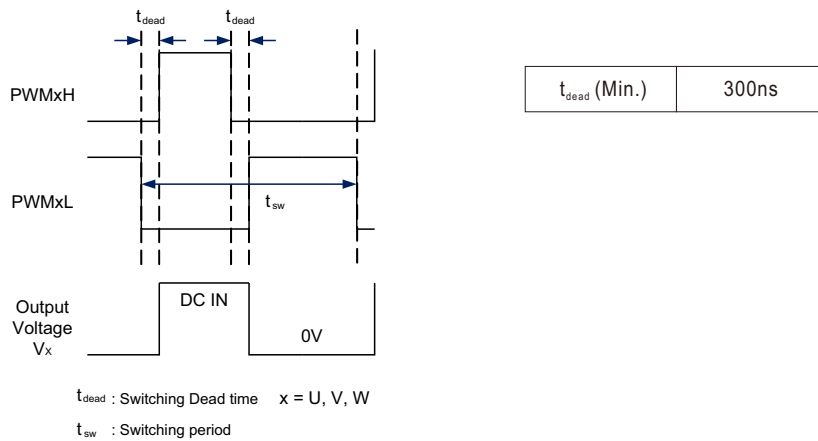 tdead tdead
PWMxH
tdead (Min.) 300ns
PWMxL
tsw
Output
Voltage
Vx
DC IN
0V
tdead : Switching Dead time x = U, V, W
tsw : Switching period